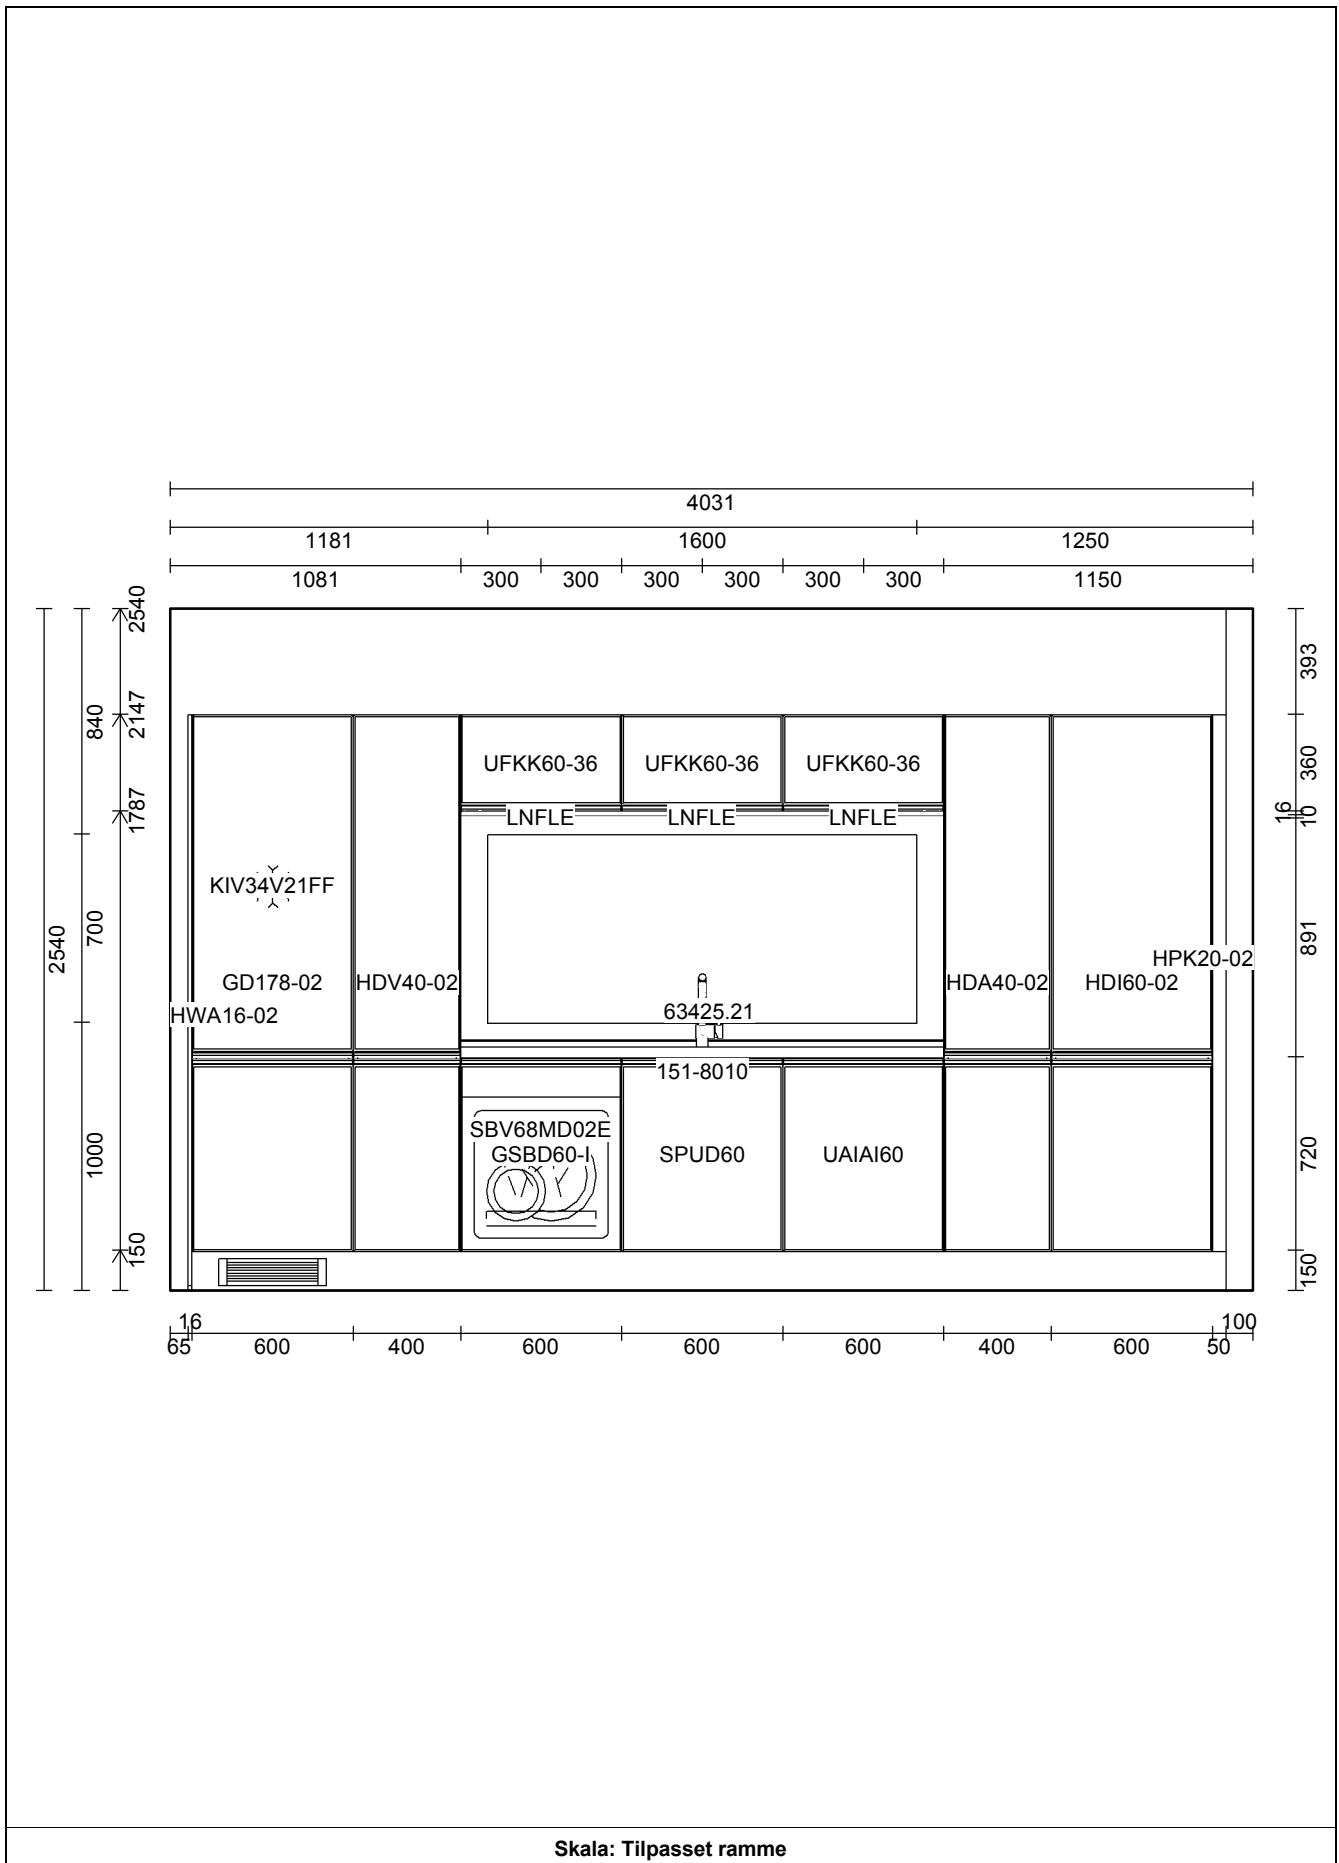 4031
1181 1600 1250
1081 300 300 300 300 300 300 1150
2540
2147
1787
150
840
700
1000
2540
393
360
16
10
891
720
150
UFKK60-36 UFKK60-36 UFKK60-36
LNFLE LNFLE LNFLE
KIV34V21FF
HPK20-02
GD178-02 HDV40-02 HDA40-02 HDI60-02
HWA16-02 63425.21
151-8010
SBV68MD02E
GSBD60-I SPUD60 UAIAI60
16 100
65 600 400 600 600 600 400 600 50
Skala: Tilpasset ramme